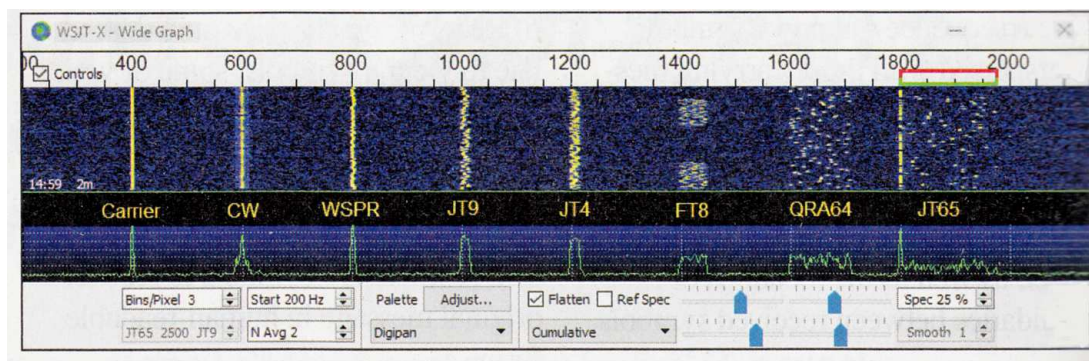 WSJT-X - Wide Graph
Controls
00 400 600 800 1000 1200 1400 1600 1800 2000
14:59 2m
Carrier CW WSPR JT9 JT4 FT8 QRA64 JT65
Bins/Pixel 3 Start 200 Hz Palette Adjust... Flatten Ref Spec Spec 25 %
JT65 2500 JT9 N Avg 2 Digipan Cumulative Smooth 1